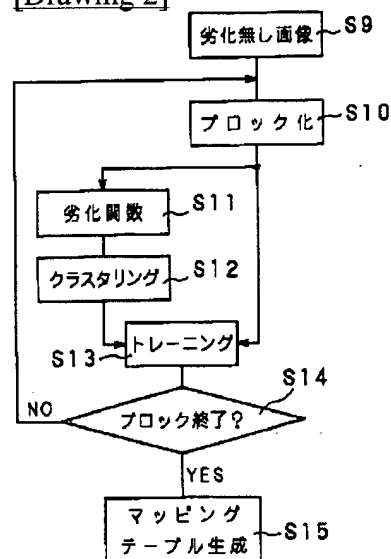 [Drawing 2]
劣化無し画像 S9
ブロック化 S10
劣化関数 S11
クラスタリング S12
トレーニング
S13
S14
ブロック終了?
NO
YES
マッピング
テーブル生成 S15